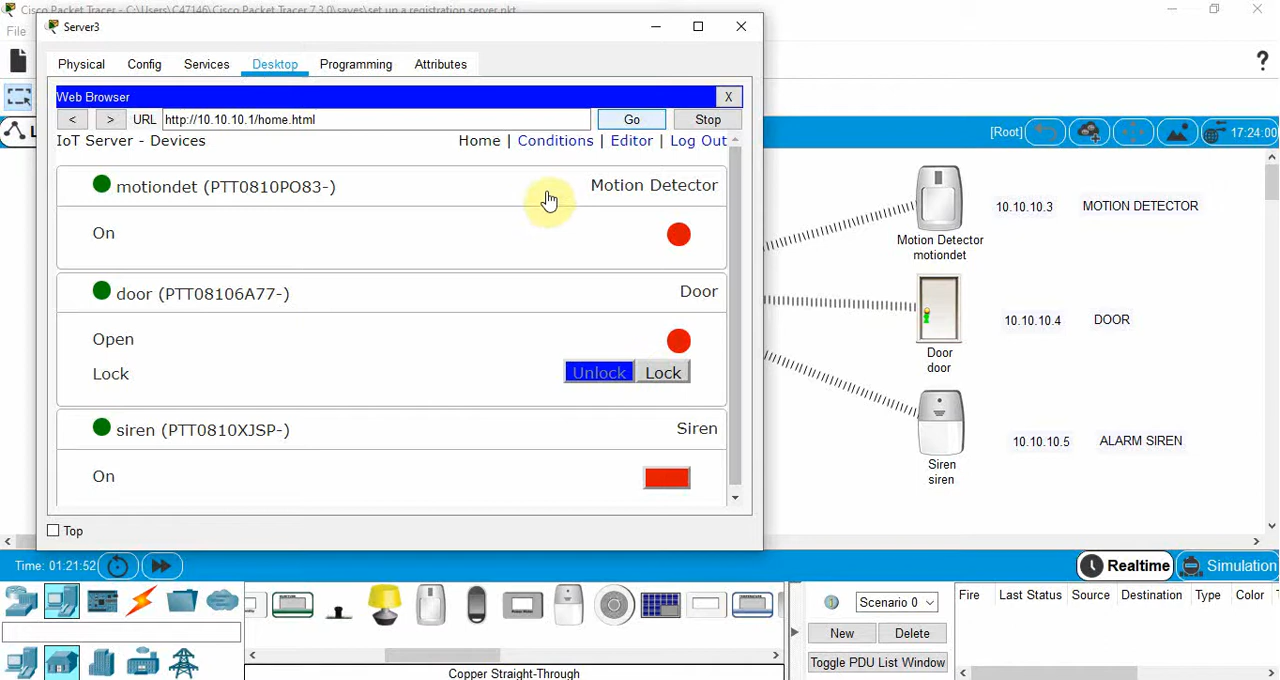 Cisco Packet Tracer - C:\Users\C47146\Cisco Packet Tracer 7.3.0\saves\set up a registration server.pkt
File
Server3
Physical Config Services Desktop Programming Attributes
Web Browser X
< > URL http://10.10.10.1/home.html Go Stop
IoT Server - Devices Home | Conditions | Editor | Log Out
motiondet (PTT0810PO83-) Motion Detector
On
door (PTT08106A77-) Door
Open
Lock Unlock Lock
siren (PTT0810XJSP-) Siren
On
Top
?
[Root] 17:24:00
10.10.10.3 MOTION DETECTOR
Motion Detector
motiondet
10.10.10.4 DOOR
Door
door
10.10.10.5 ALARM SIREN
Siren
siren
Time: 01:21:52
Realtime Simulation
Scenario 0
New Delete
Toggle PDU List Window
Fire Last Status Source Destination Type Color
Copper Straight-Through